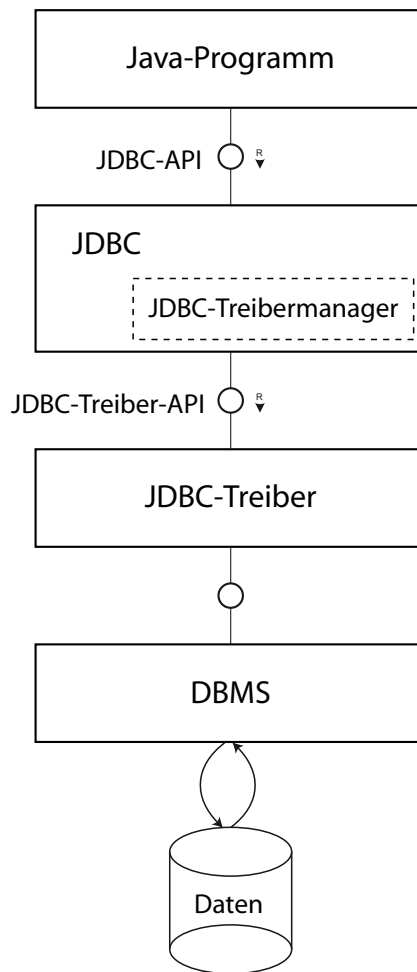 Java-Programm
JDBC-API
R
JDBC
JDBC-Treibermanager
JDBC-Treiber-API
R
JDBC-Treiber
DBMS
Daten